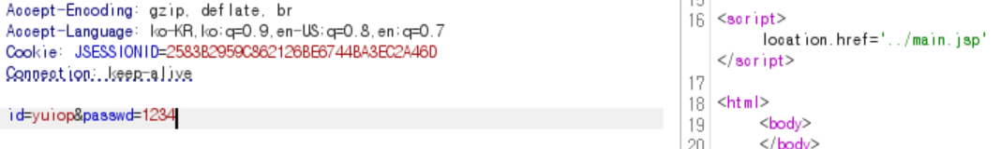 Accept-Encoding: gzip, deflate, br
Accept-Language: ko-KR,ko;q=0.9,en-US;q=0.8,en;q=0.7
Cookie: JSESSIONID=2583B2959C862126BE6744BA3EC2A46D
Connection: keep-alive
id=yuiop&passwd=1234
15
16 <script>
location.href='../main.jsp'
</script>
17
18 <html>
19 <body>
20 </body>